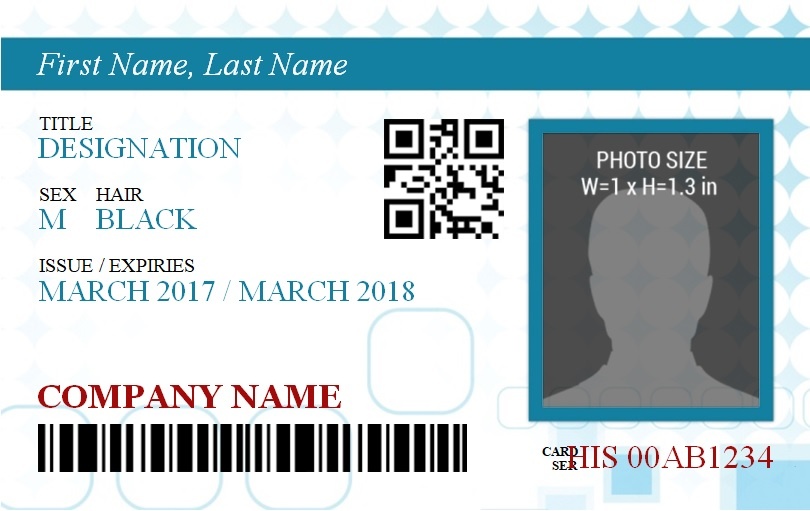 First Name, Last Name
TITLE
DESIGNATION
SEX HAIR
M BLACK
ISSUE / EXPIRIES
MARCH 2017 / MARCH 2018
PHOTO SIZE
W=1 x H=1.3 in
COMPANY NAME
CARD
SER
HIS 00AB1234